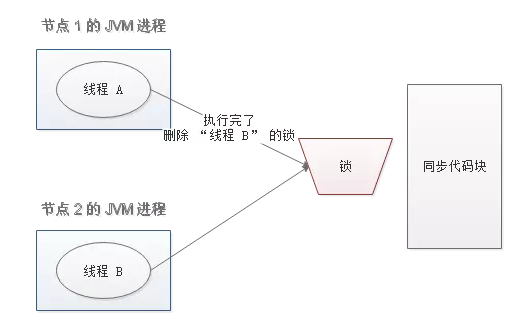 节点 1 的 JVM 进程
线程 A
执行完了
删除 “线程 B” 的锁
锁
同步代码块
节点 2 的 JVM 进程
线程 B